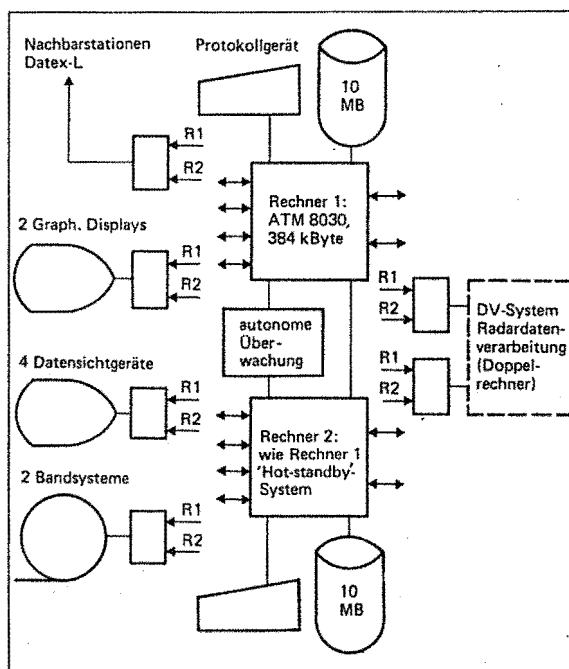 Nachbarstationen
Datex-L
Protokollgerät
10
MB
R1
R2
Rechner 1:
ATM 8030,
384 kByte
2 Graph. Displays
R1
R2
R1
R2
DV-System
Radardaten-
verarbeitung
(Doppel-
rechner)
autonome
Über-
wachung
R1
R2
4 Datensichtgeräte
R1
R2
Rechner 2:
wie Rechner 1
'Hot-standby'-
System
2 Bandsysteme
R1
R2
10
MB